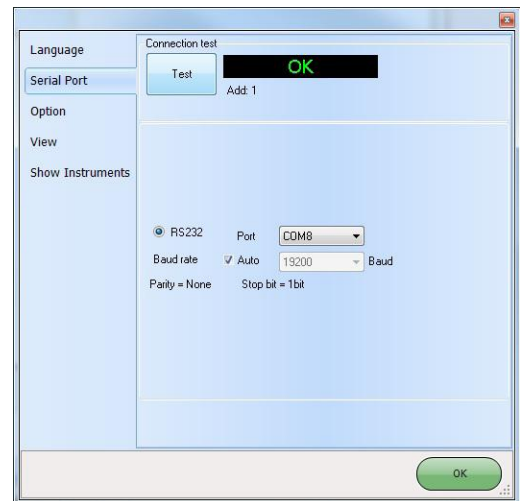 Language
Serial Port
Option
View
Show Instruments
Connection test
Test
OK
Add: 1
RS232
Port
COM8
Baud rate
Auto
19200
Baud
Parity = None
Stop bit = 1bit
OK